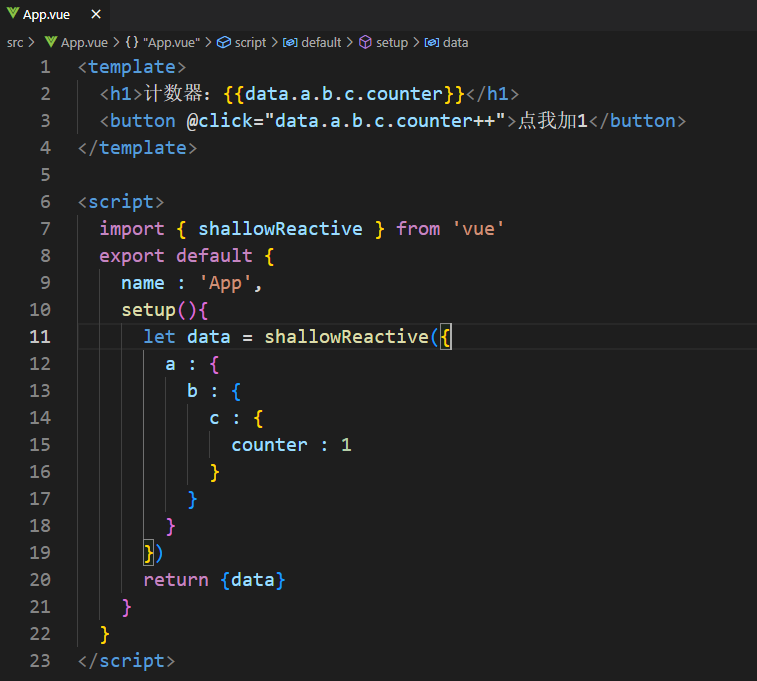 App.vue ×
src > App.vue > {} "App.vue" > script > default > setup > data
1 <template>
2 <h1>计数器：{{data.a.b.c.counter}}</h1>
3 <button @click="data.a.b.c.counter++">点我加1</button>
4 </template>
5
6 <script>
7 import { shallowReactive } from 'vue'
8 export default {
9 name : 'App',
10 setup(){
11 let data = shallowReactive({
12 a : {
13 b : {
14 c : {
15 counter : 1
16 }
17 }
18 }
19 })
20 return {data}
21 }
22 }
23 </script>